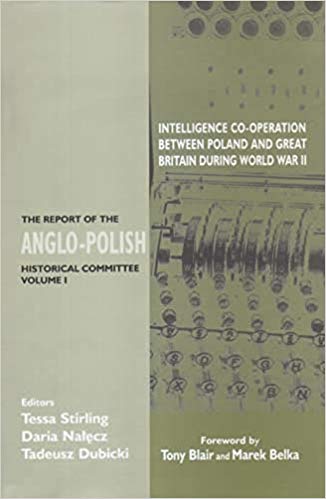 INTELLIGENCE CO-OPERATION
BETWEEN POLAND AND GREAT
BRITAIN DURING WORLD WAR II
THE REPORT OF THE
ANGLO-POLISH
HISTORICAL COMMITTEE
VOLUME I
Editors
Tessa Stirling
Daria Nałęcz
Tadeusz Dubicki
Foreword by
Tony Blair and Marek Belka